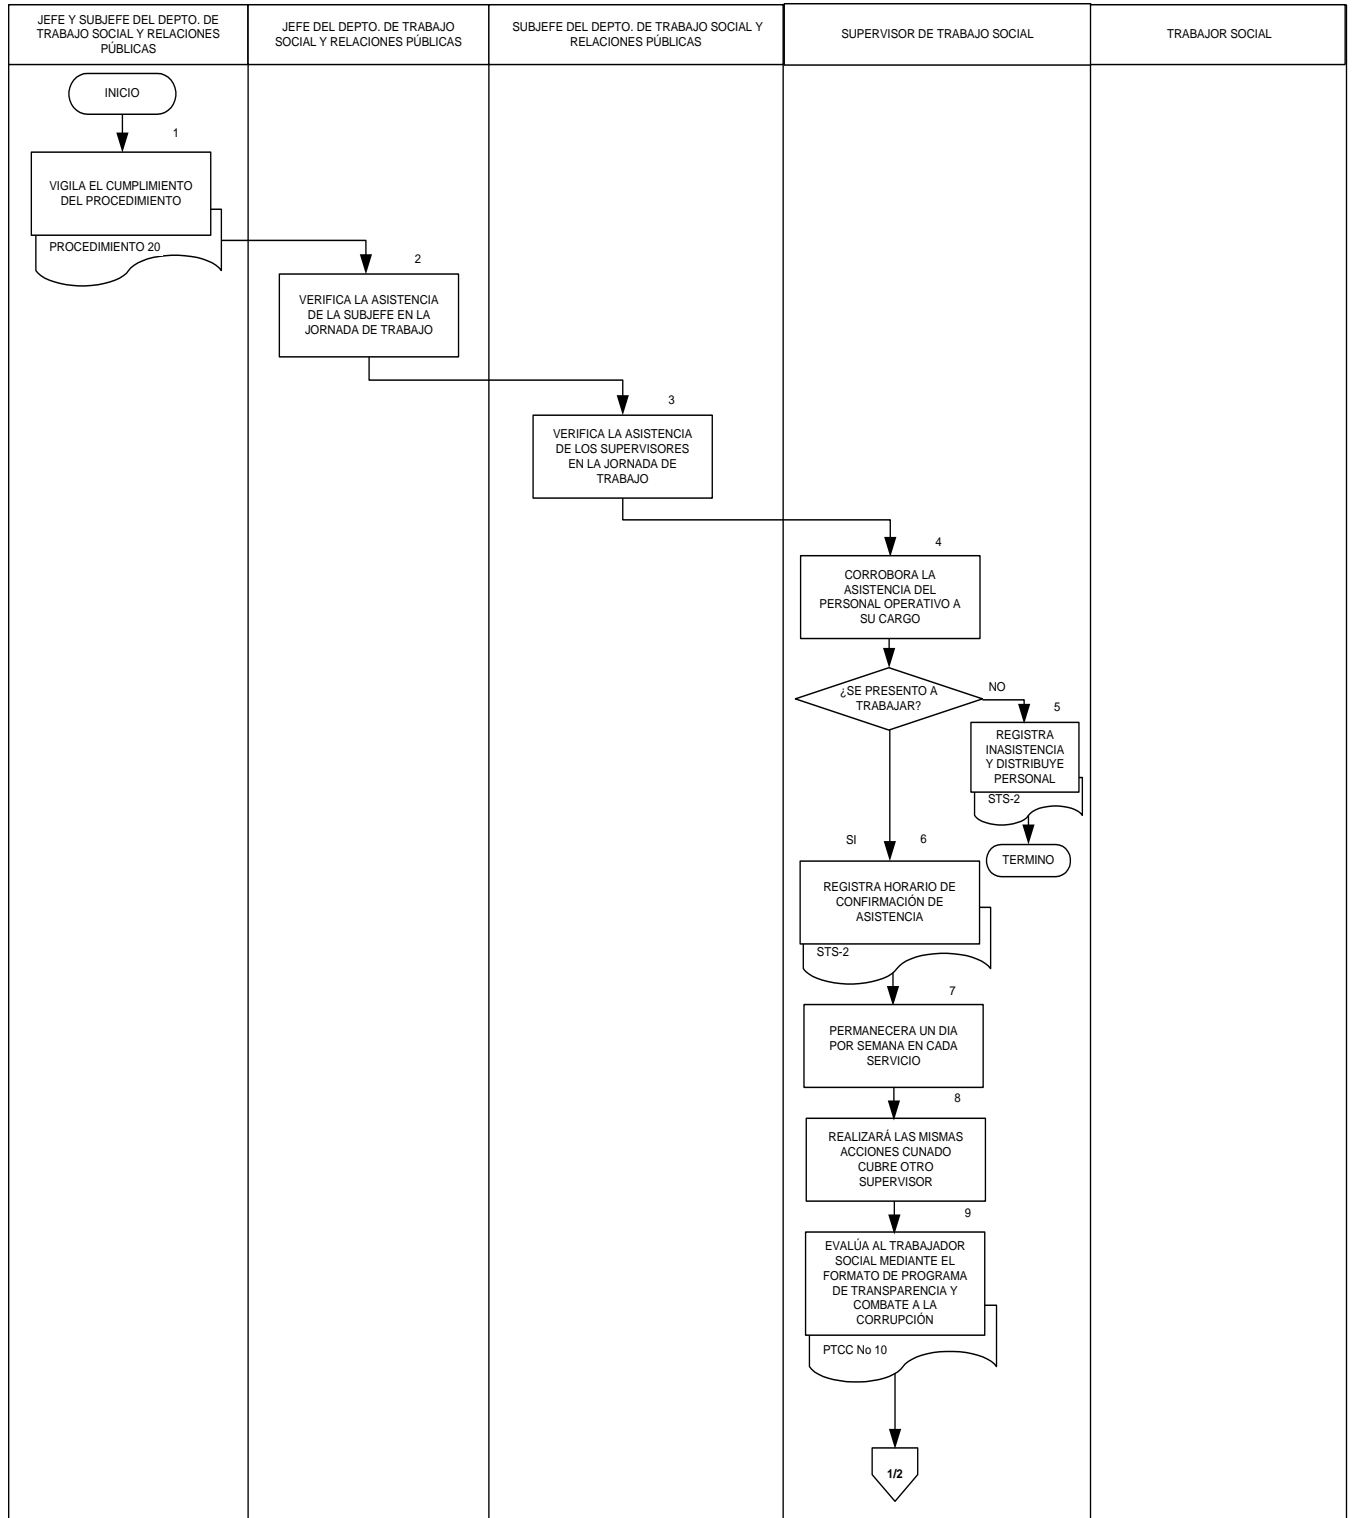 JEFE Y SUBJEFE DEL DEPTO. DE
TRABAJO SOCIAL Y RELACIONES
PÚBLICAS
JEFE DEL DEPTO. DE TRABAJO
SOCIAL Y RELACIONES PÚBLICAS
SUBJEFE DEL DEPTO. DE TRABAJO SOCIAL Y
RELACIONES PÚBLICAS
SUPERVISOR DE TRABAJO SOCIAL
TRABAJOR SOCIAL
INICIO
1
VIGILA EL CUMPLIMIENTO
DEL PROCEDIMIENTO
PROCEDIMIENTO 20
2
VERIFICA LA ASISTENCIA
DE LA SUBJEFE EN LA
JORNADA DE TRABAJO
3
VERIFICA LA ASISTENCIA
DE LOS SUPERVISORES
EN LA JORNADA DE
TRABAJO
4
CORROBORA LA
ASISTENCIA DEL
PERSONAL OPERATIVO A
SU CARGO
¿SE PRESENTO A
TRABAJAR?
NO
5
REGISTRA
INASISTENCIA
Y DISTRIBUYE
PERSONAL
STS-2
TERMINO
SI
6
REGISTRA HORARIO DE
CONFIRMACIÓN DE
ASISTENCIA
STS-2
7
PERMANECERA UN DIA
POR SEMANA EN CADA
SERVICIO
8
REALIZARÁ LAS MISMAS
ACCIONES CUNADO
CUBRE OTRO
SUPERVISOR
9
EVALÚA AL TRABAJADOR
SOCIAL MEDIANTE EL
FORMATO DE PROGRAMA
DE TRANSPARENCIA Y
COMBATE A LA
CORRUPCIÓN
PTCC No 10
1/2